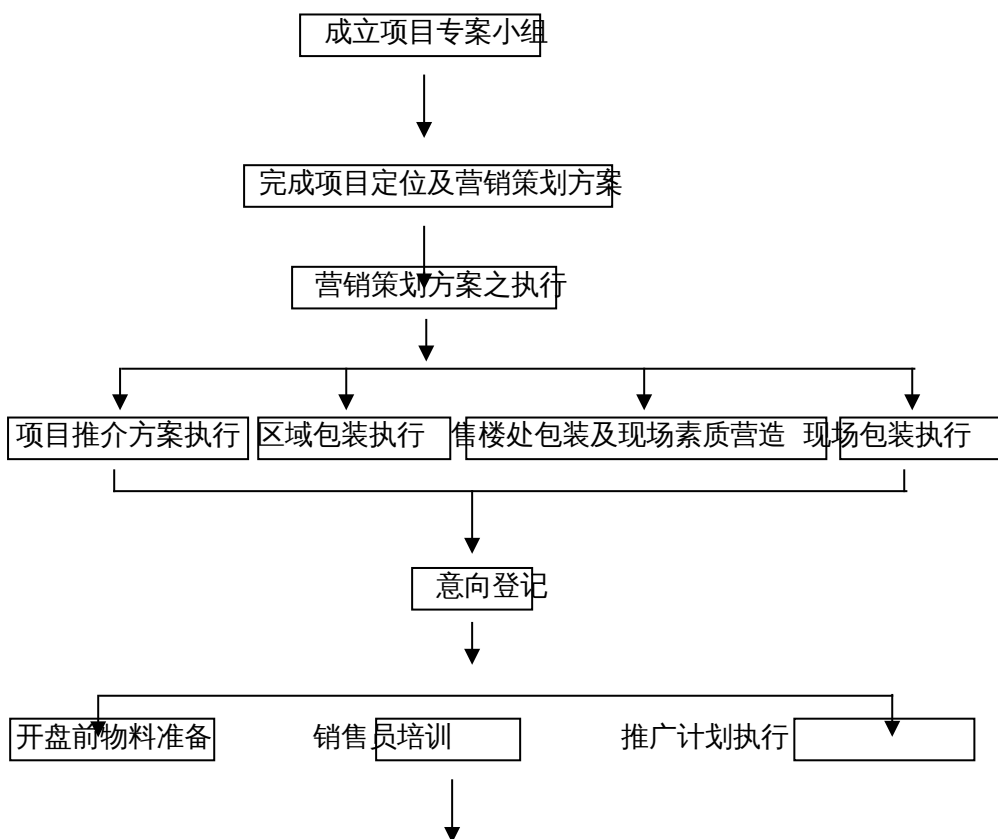 成立项目专案小组
完成项目定位及营销策划方案
营销策划方案之执行
项目推介方案执行 区域包装执行 售楼处包装及现场素质营造 现场包装执行
意向登记
开盘前物料准备 销售员培训 推广计划执行